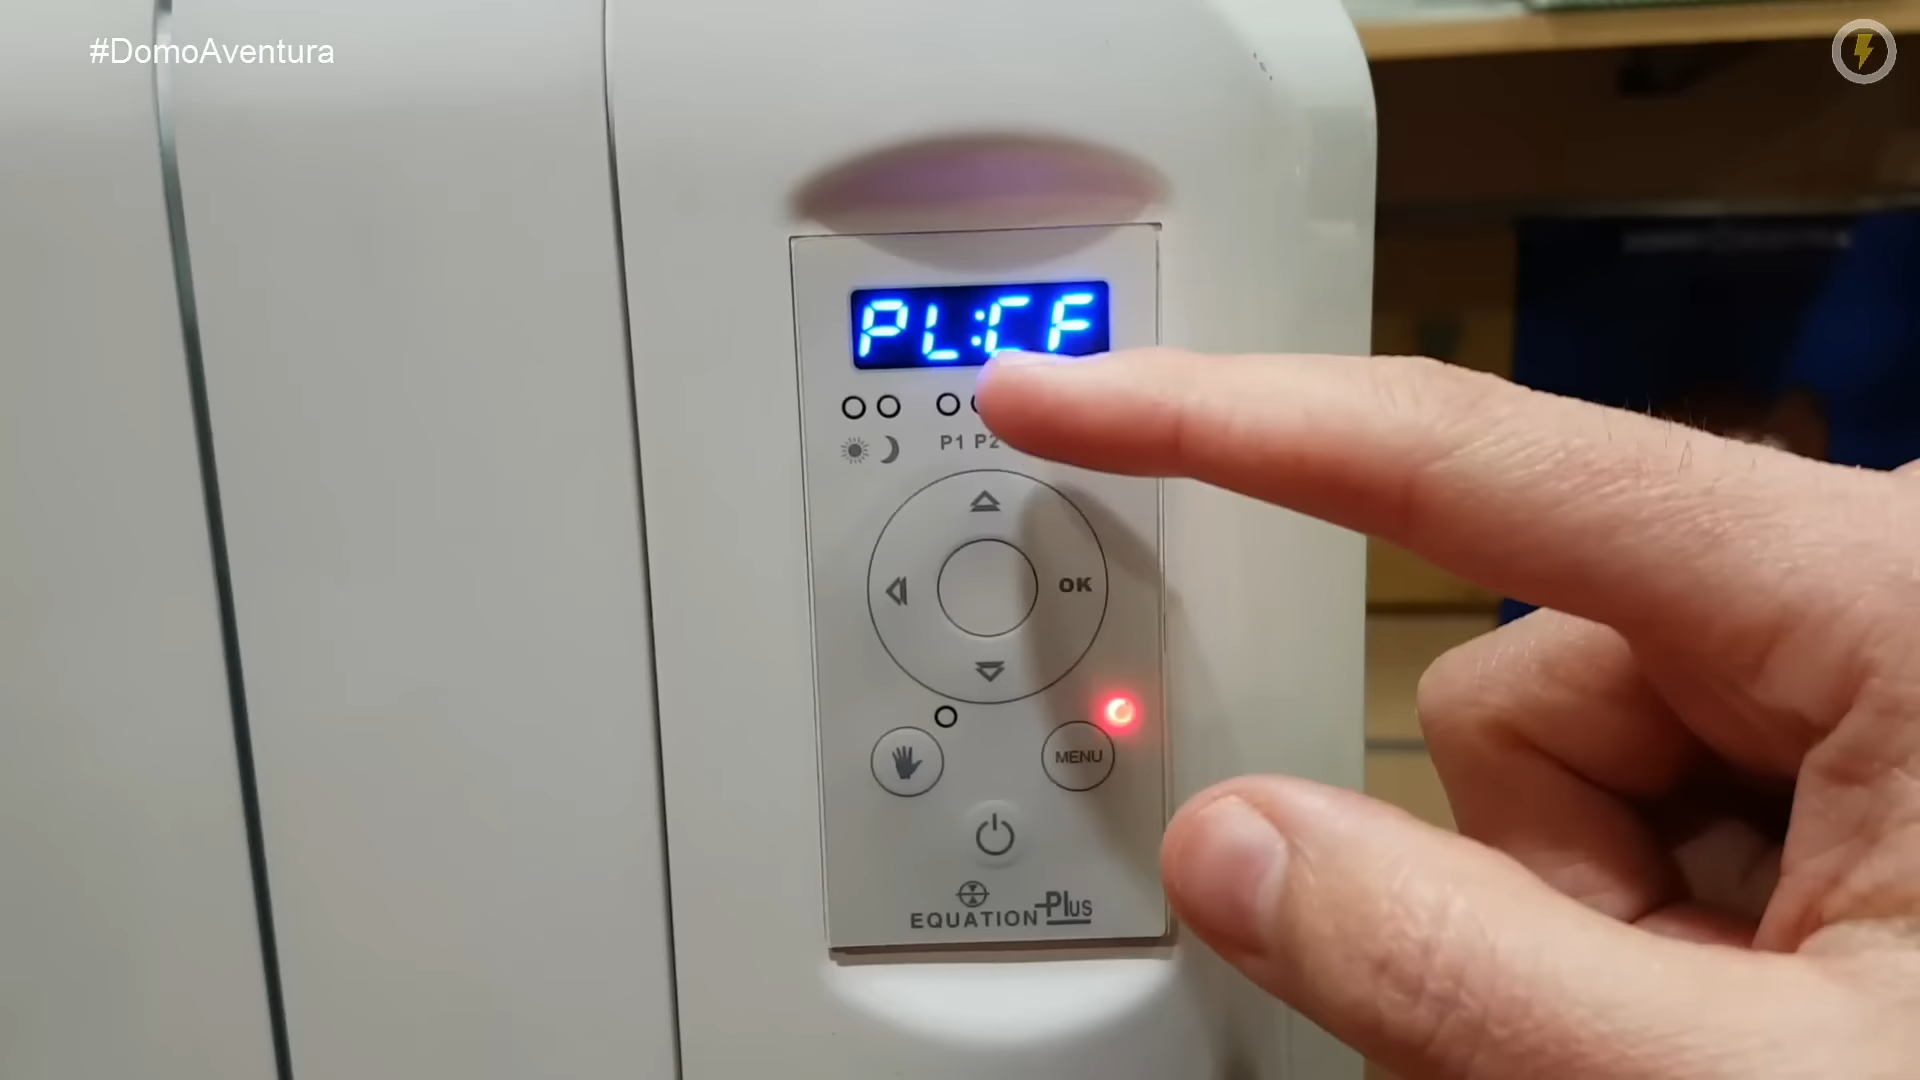 #DomoAventura
PL:CF
P1 P2
OK
MENU
EQUATION Plus